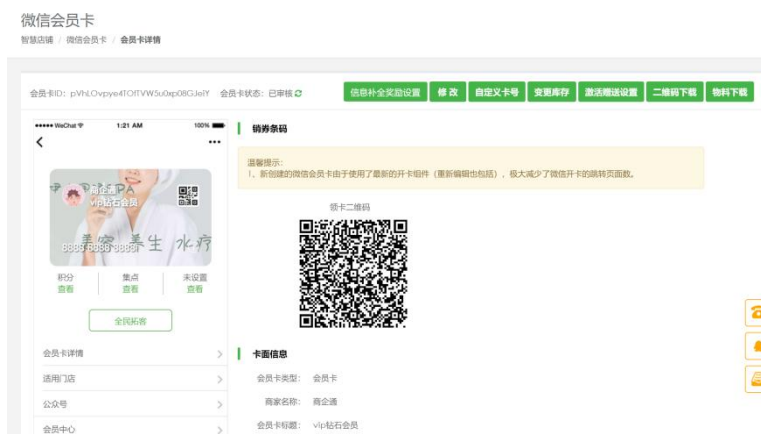 微信会员卡
智慧店铺 / 微信会员卡 / 会员卡详情
会员卡ID: pVhLOvpye4TOfTVW5u0xp08GJeiY 会员卡状态: 已审核
信息补全奖励设置 修改 自定义卡号 变更库存 激活赠送设置 二维码下载 物料下载
WeChat 1:21 AM 100%
商企通
vip钻石会员
8888 8888 8888
美容 养生 水疗
积分 集点 未设置
查看 查看 查看
全民拓客
会员卡详情
适用门店
公众号
会员中心
销券条码
温馨提示:
1、新创建的微信会员卡由于使用了最新的开卡组件（重新编辑也包括），极大减少了微信开卡的跳转页面数。
领卡二维码
卡面信息
会员卡类型: 会员卡
商家名称: 商企通
会员卡标题: vip钻石会员